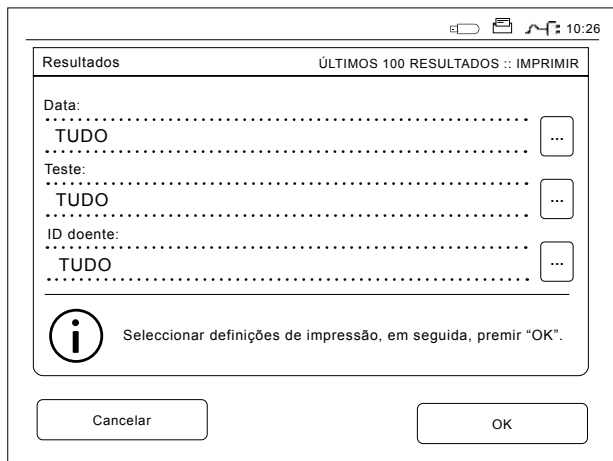 10:26
Resultados ÚLTIMOS 100 RESULTADOS :: IMPRIMIR
Data:
TUDO
...
Teste:
TUDO
...
ID doente:
TUDO
...
Seleccionar definições de impressão, em seguida, premir “OK”.
Cancelar OK